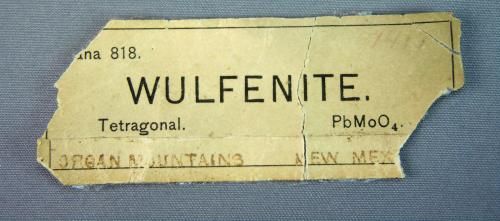 ana 818.
WULFENITE.
Tetragonal. PbMoO₄.
ORGAN MOUNTAINS NEW MEX